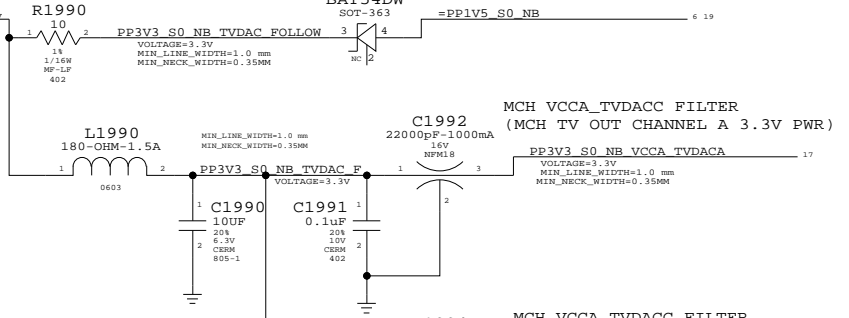 R1990
10
1
2
1%
1/16W
MF-LF
402
PP3V3_S0_NB_TVDAC_FOLLOW
VOLTAGE=3.3V
MIN_LINE_WIDTH=1.0 mm
MIN_NECK_WIDTH=0.35MM
BAT54DW
SOT-363
3
4
NC
2
=PP1V5_S0_NB
6 19
L1990
180-OHM-1.5A
1
2
0603
MIN_LINE_WIDTH=1.0 mm
MIN_NECK_WIDTH=0.35MM
PP3V3_S0_NB_TVDAC_F
VOLTAGE=3.3V
C1992
22000pF-1000mA
16V
NFM18
1
3
2
MCH VCCA_TVDACC FILTER
(MCH TV OUT CHANNEL A 3.3V PWR)
PP3V3_S0_NB_VCCA_TVDACA
17
VOLTAGE=3.3V
MIN_LINE_WIDTH=1.0 mm
MIN_NECK_WIDTH=0.35MM
1
C1990
10UF
20%
2
6.3V
CERM
805-1
C1991
1
0.1uF
20%
10V
2
CERM
402
MCH VCCA_TVDACC FILTER